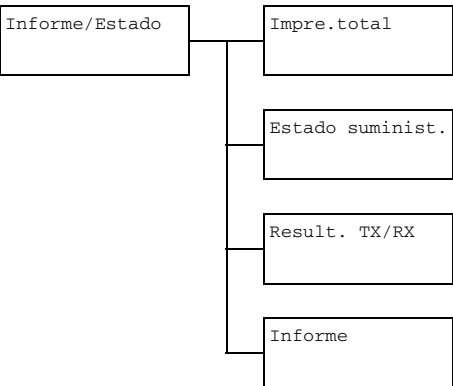 Informe/Estado
Impre.total
Estado suminist.
Result. TX/RX
Informe